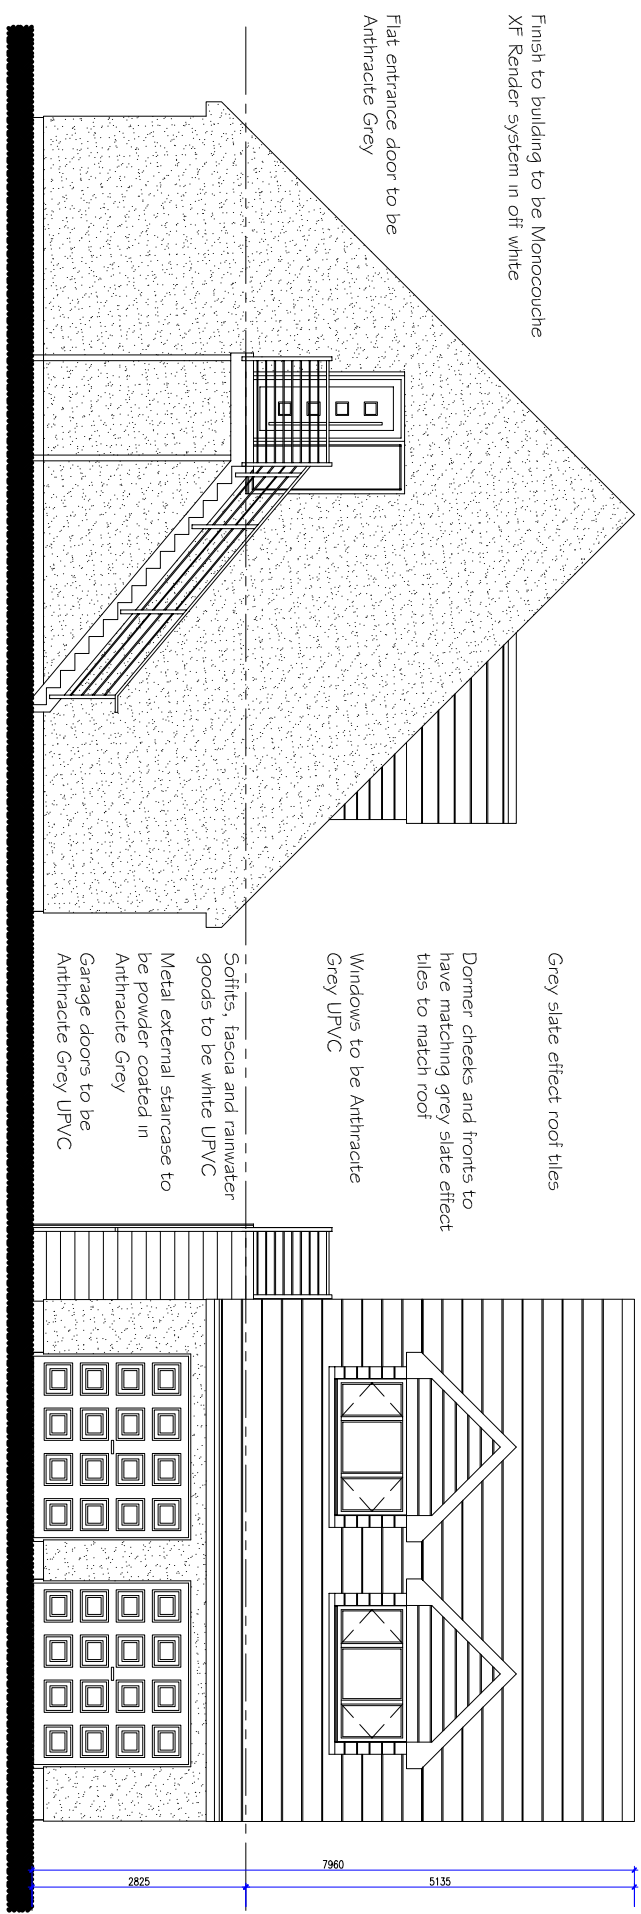 Finish to building to be Monocouche
XF Render system in off white
Flat entrance door to be
Anthracite Grey
Grey slate effect roof tiles
Dormer cheeks and fronts to
have matching grey slate effect
tiles to match roof
Windows to be Anthracite
Grey UPVC
Soffits, fascia and rainwater
goods to be white UPVC
Metal external staircase to
be powder coated in
Anthracite Grey
Garage doors to be
Anthracite Grey UPVC
7960
2825
5135